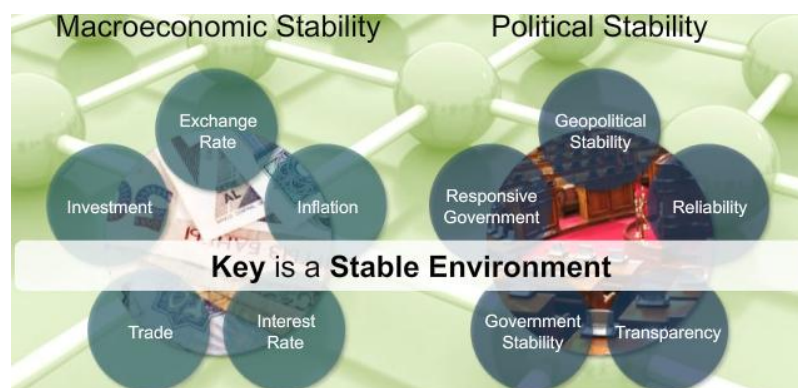 Macroeconomic Stability
Political Stability
Exchange
Rate
Investment
Inflation
Trade
Interest
Rate
Geopolitical
Stability
Responsive
Government
Reliability
Government
Stability
Transparency
Key is a Stable Environment
AL